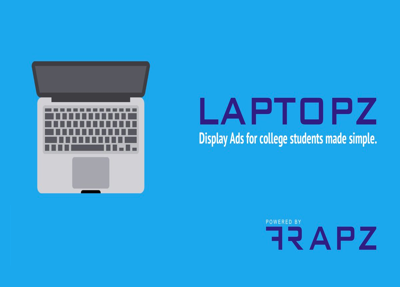 LAPTOPZ
Display Ads for college students made simple.
POWERED BY
FRAPZ